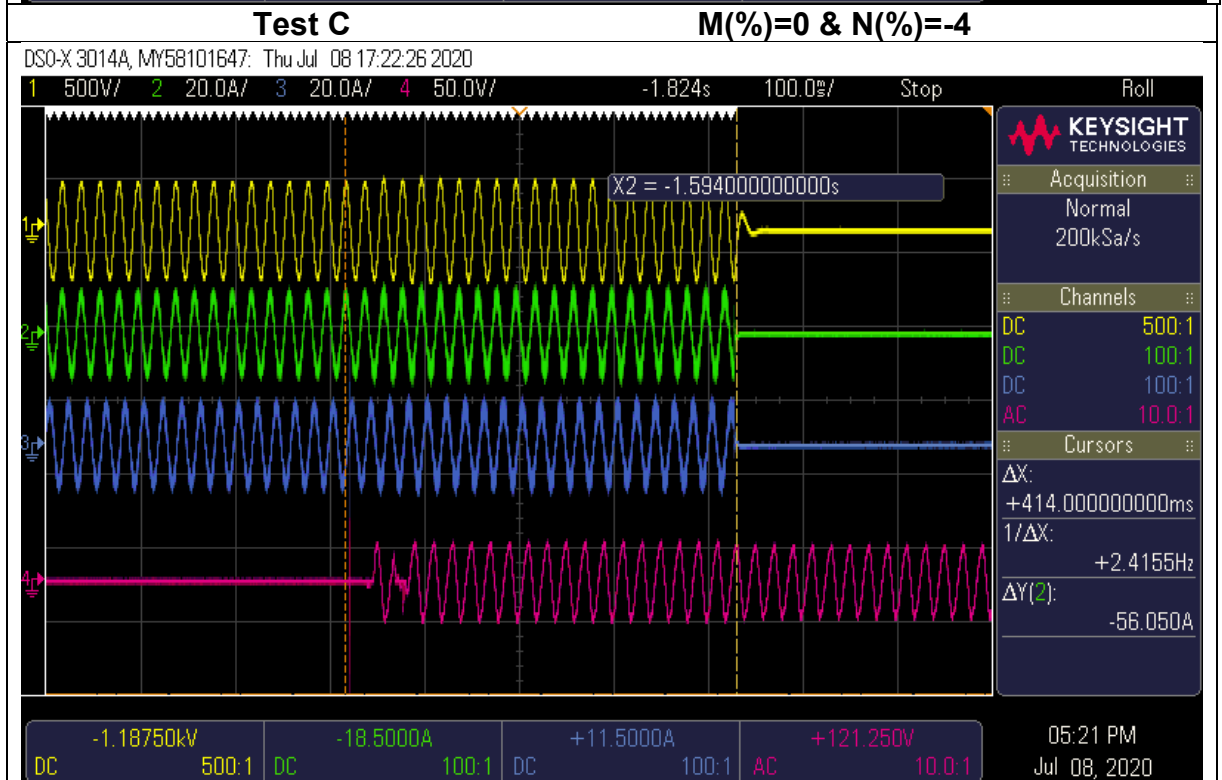 Test C M(%)=0 & N(%)=-4
DSO-X 3014A, MY58101647: Thu Jul 08 17:22:26 2020
1 500V/ 2 20.0A/ 3 20.0A/ 4 50.0V/ -1.824s 100.0ms/ Stop Roll
KEYSIGHT
TECHNOLOGIES
Acquisition
Normal
200kSa/s
X2 = -1.594000000000s
1
2
3
4
Channels
DC 500:1
DC 100:1
DC 100:1
AC 10.0:1
Cursors
ΔX:
+414.000000000ms
1/ΔX:
+2.4155Hz
ΔY(2):
-56.050A
-1.18750kV -18.5000A +11.5000A +121.250V
DC 500:1 DC 100:1 DC 100:1 AC 10.0:1
05:21 PM
Jul 08, 2020